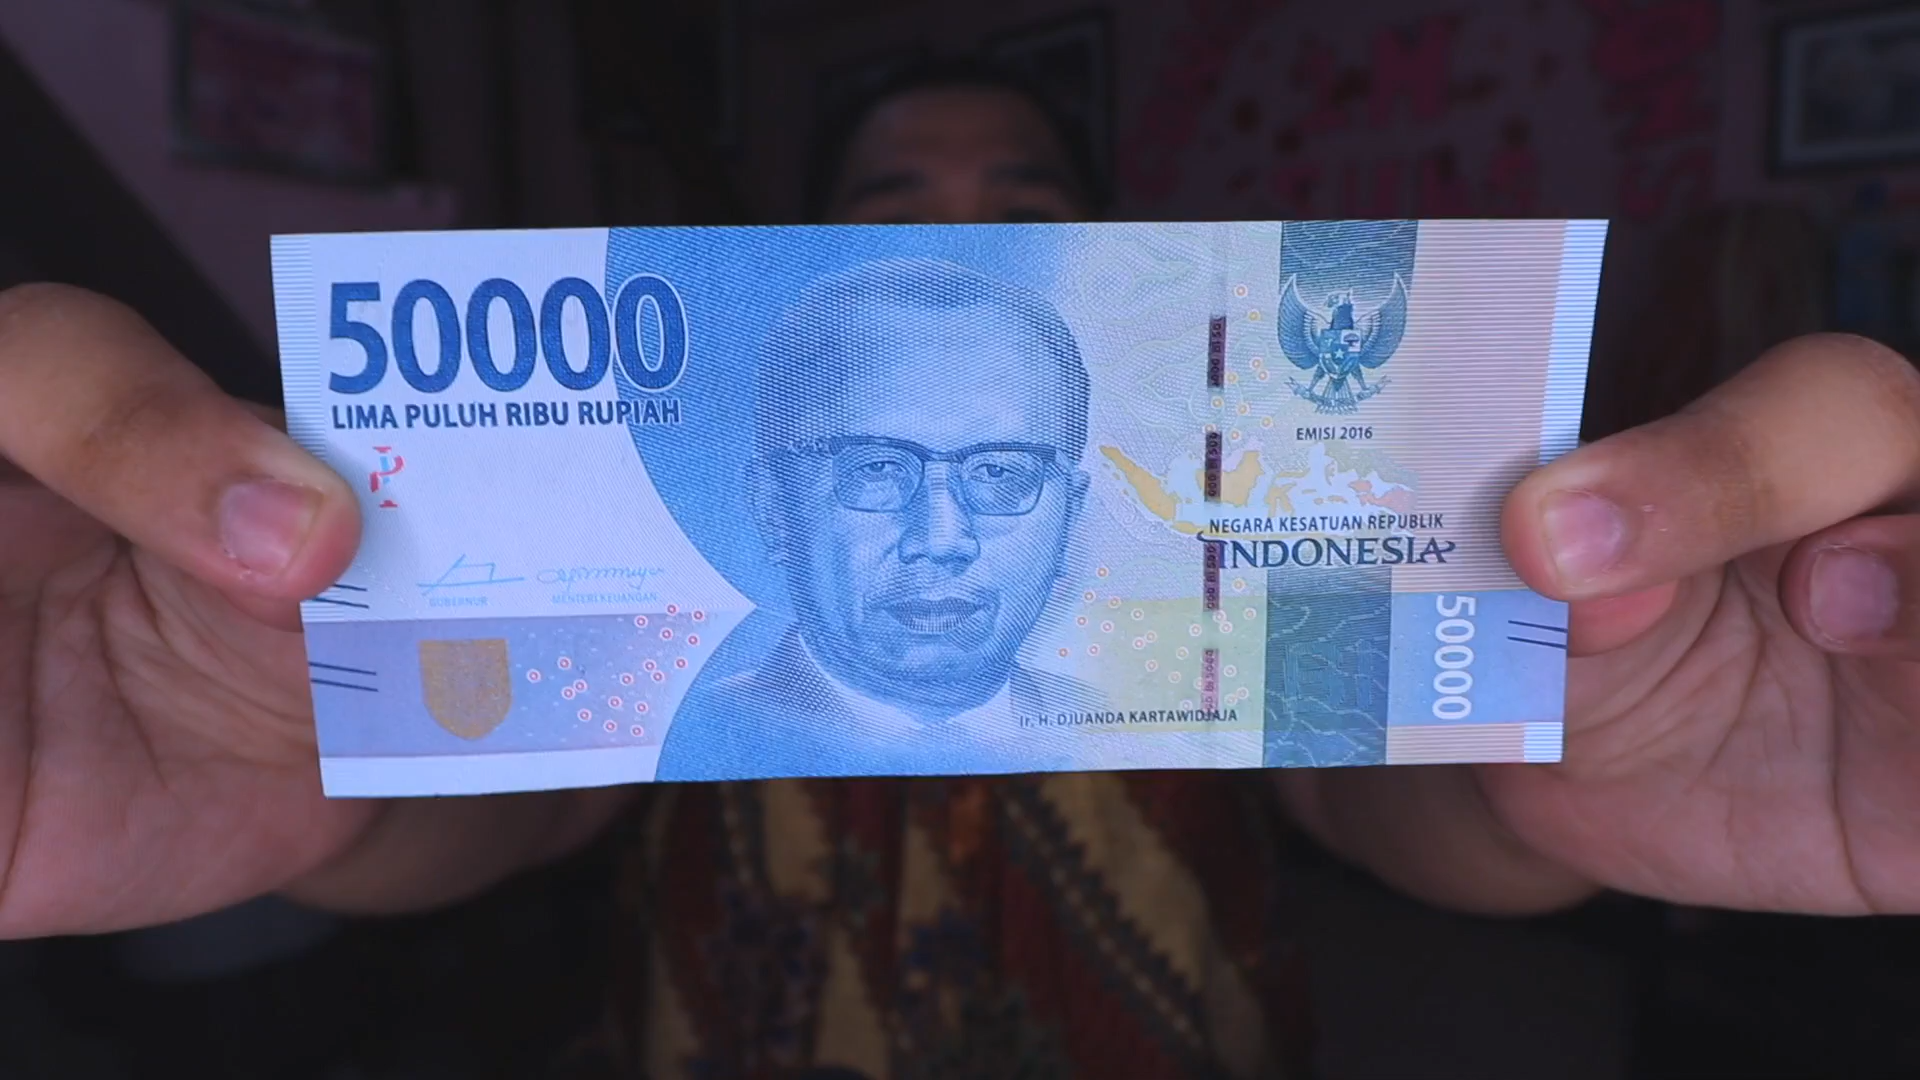 50000
LIMA PULUH RIBU RUPIAH
EMISI 2016
NEGARA KESATUAN REPUBLIK
INDONESIA
GUBERNUR
MENTERI KEUANGAN
50000
Ir. H. DJUANDA KARTAWIDJAJA